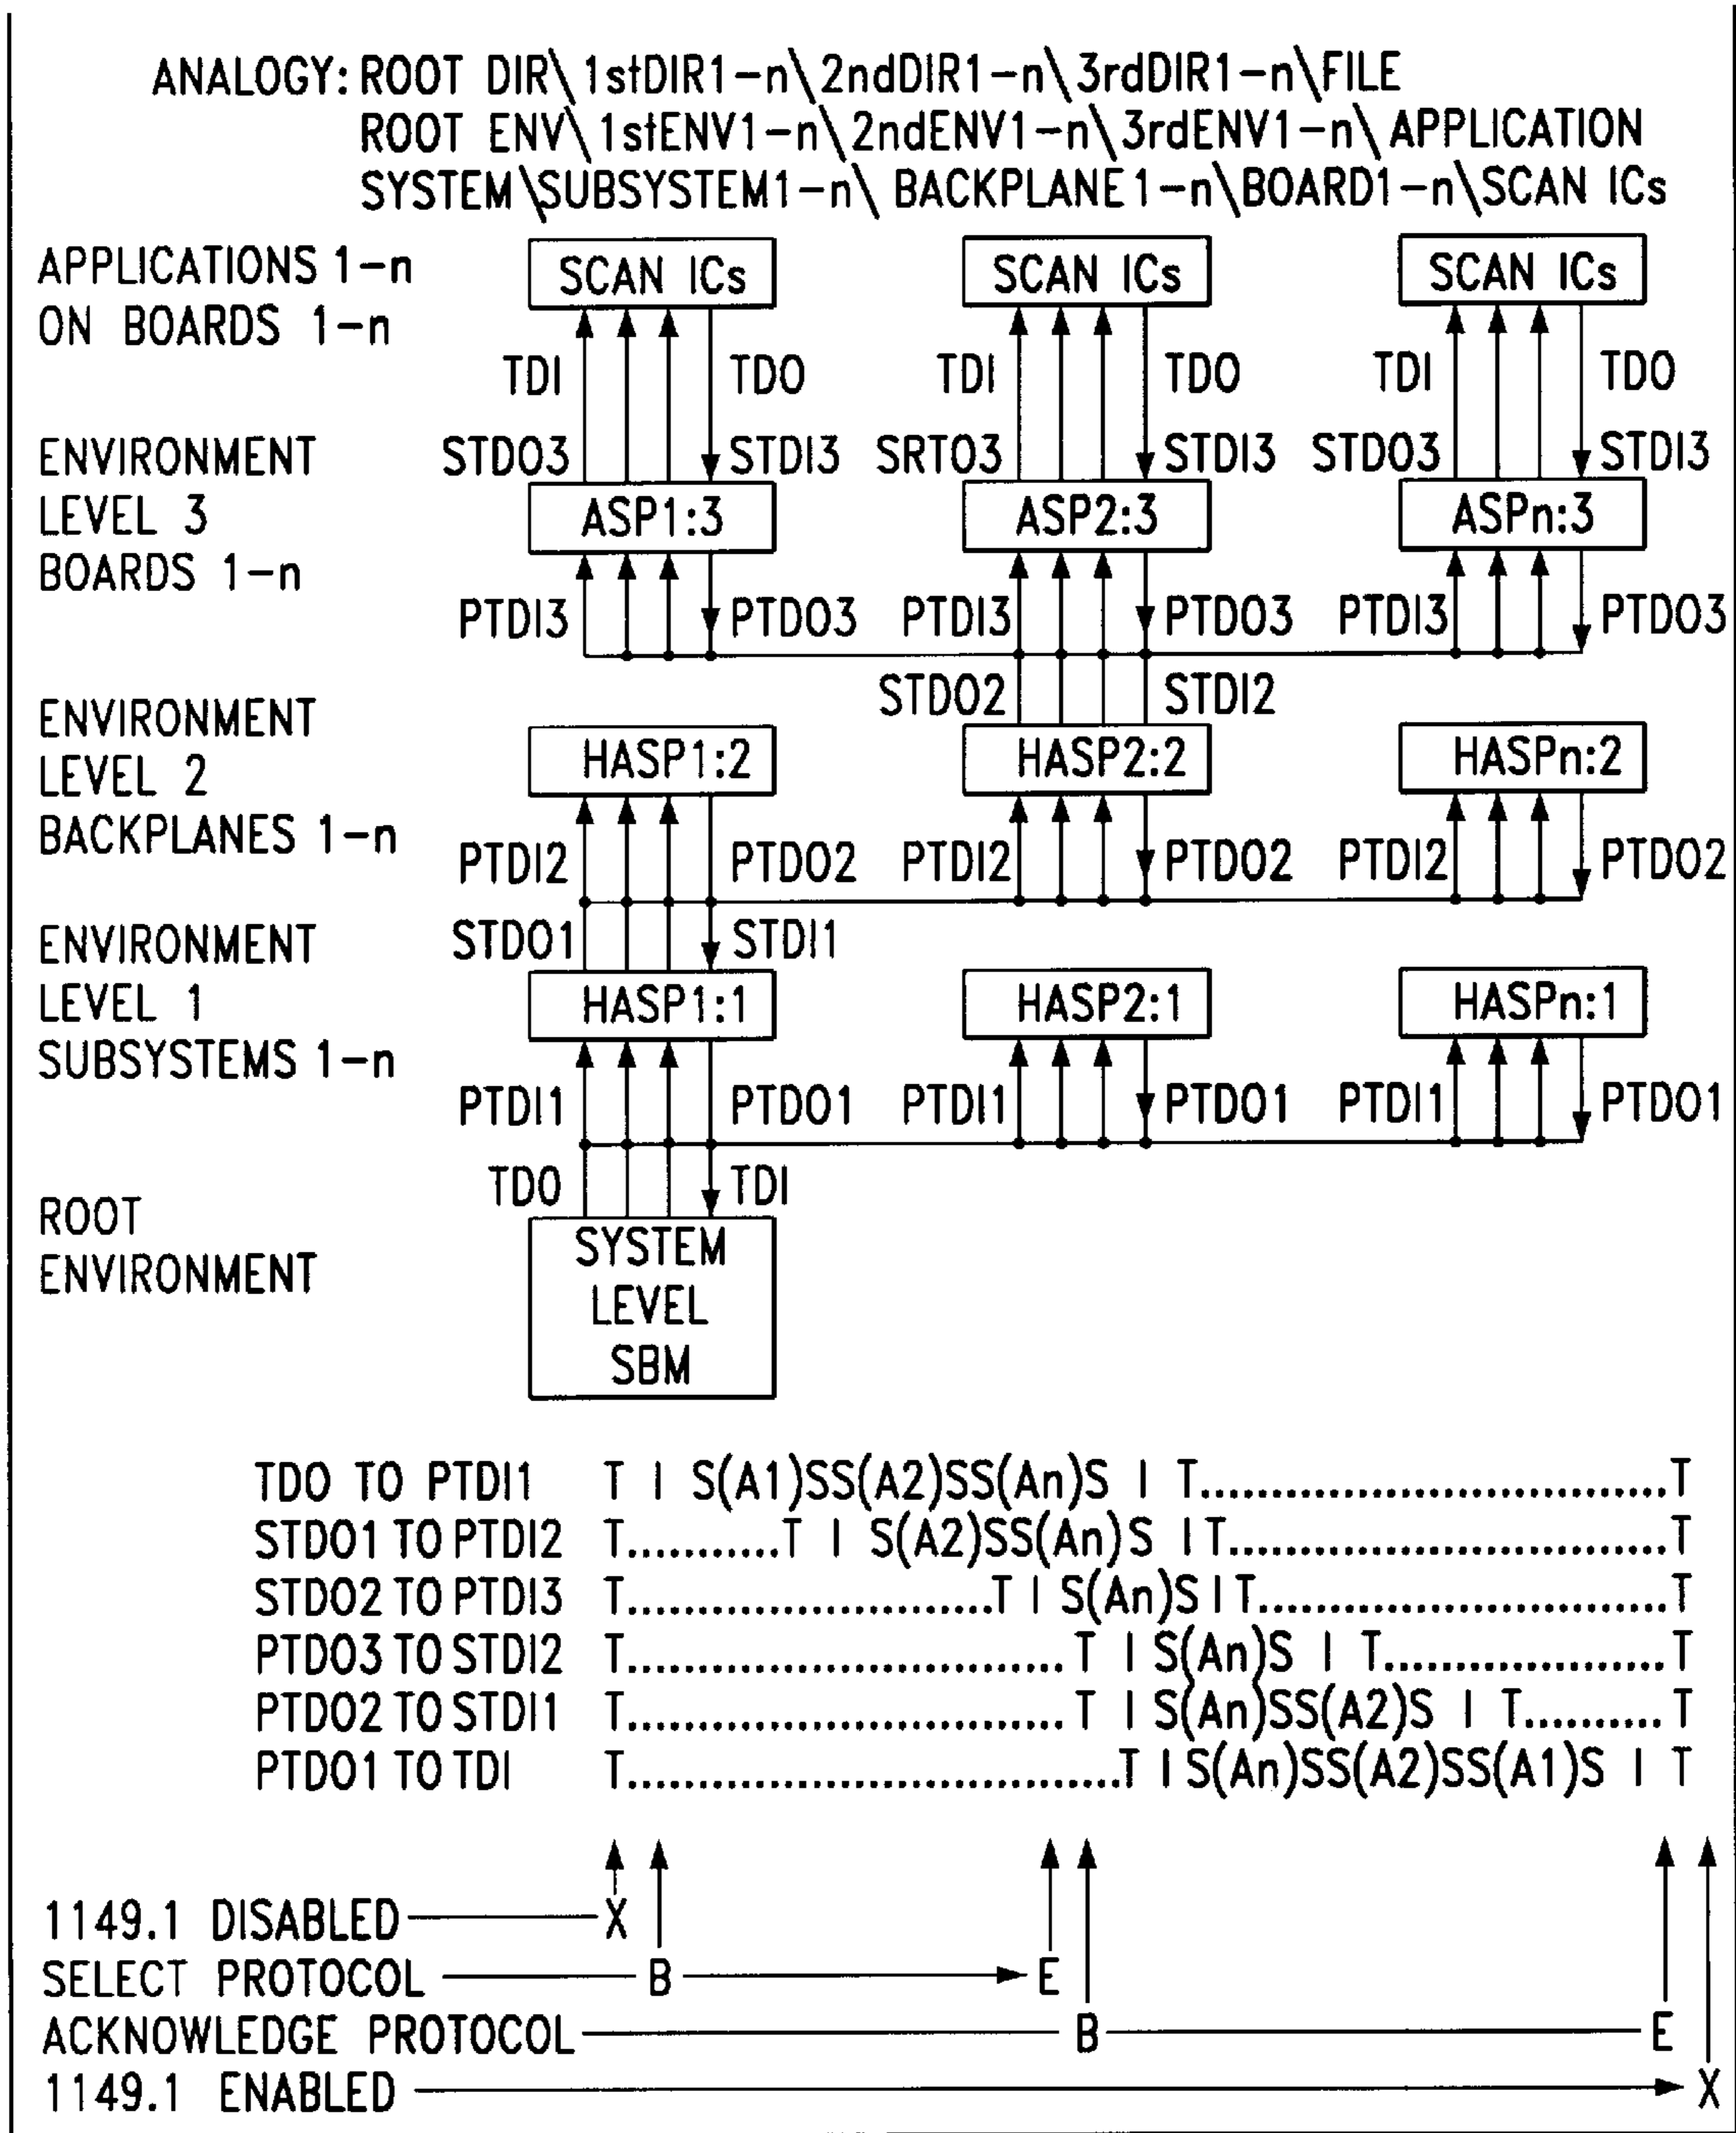 ANALOGY: ROOT DIR\1stDIR1-n\2ndDIR1-n\3rdDIR1-n\FILE
ROOT ENV\1stENV1-n\2ndENV1-n\3rdENV1-n\APPLICATION
SYSTEM\SUBSYSTEM1-n\BACKPLANE1-n\BOARD1-n\SCAN ICs
APPLICATIONS 1-n
ON BOARDS 1-n
SCAN ICs SCAN ICs SCAN ICs
TDI TDO TDI TDO TDI TDO
ENVIRONMENT
LEVEL 3
BOARDS 1-n
STDO3 STDI3 SRTO3 STDI3 STDO3 STDI3
ASP1:3 ASP2:3 ASPn:3
PTDI3 PTDO3 PTDI3 PTDO3 PTDI3 PTDO3
STDO2 STDI2
ENVIRONMENT
LEVEL 2
BACKPLANES 1-n
HASP1:2 HASP2:2 HASPn:2
PTDI2 PTDO2 PTDI2 PTDO2 PTDI2 PTDO2
ENVIRONMENT
LEVEL 1
SUBSYSTEMS 1-n
STDO1 STDI1
HASP1:1 HASP2:1 HASPn:1
PTDI1 PTDO1 PTDI1 PTDO1 PTDI1 PTDO1
TDO TDI
ROOT
ENVIRONMENT
SYSTEM
LEVEL
SBM
TDO TO PTDI1 T I S(A1)SS(A2)SS(An)S I T.................................T
STDO1 TO PTDI2 T...........T I S(A2)SS(An)S I T...............................T
STDO2 TO PTDI3 T..........................T I S(An)S I T.............................T
PTDO3 TO STDI2 T...............................T I S(An)S I T....................T
PTDO2 TO STDI1 T...............................T I S(An)SS(A2)S I T..........T
PTDO1 TO TDI T...................................T I S(An)SS(A2)SS(A1)S I T
1149.1 DISABLED X
SELECT PROTOCOL B E
ACKNOWLEDGE PROTOCOL B E
1149.1 ENABLED X